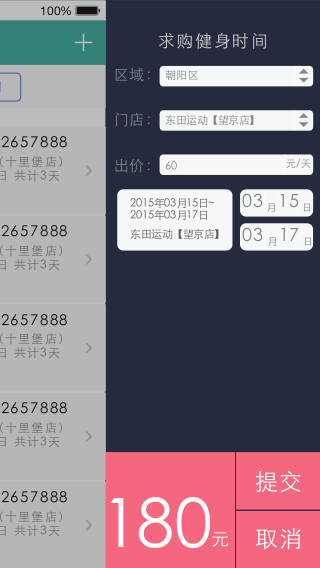 100%
求购健身时间
区域： 朝阳区
门店： 东田运动【望京店】
出价： 60 元/天
2015年03月15日~
2015年03月17日
东田运动【望京店】
03 月 15 日
03 月 17 日
2657888
（十里堡店）
日 共计3天
2657888
（十里堡店）
日 共计3天
2657888
（十里堡店）
日 共计3天
2657888
（十里堡店）
日 共计3天
2657888
（十里堡店）
日 共计3天
180元
提交
取消